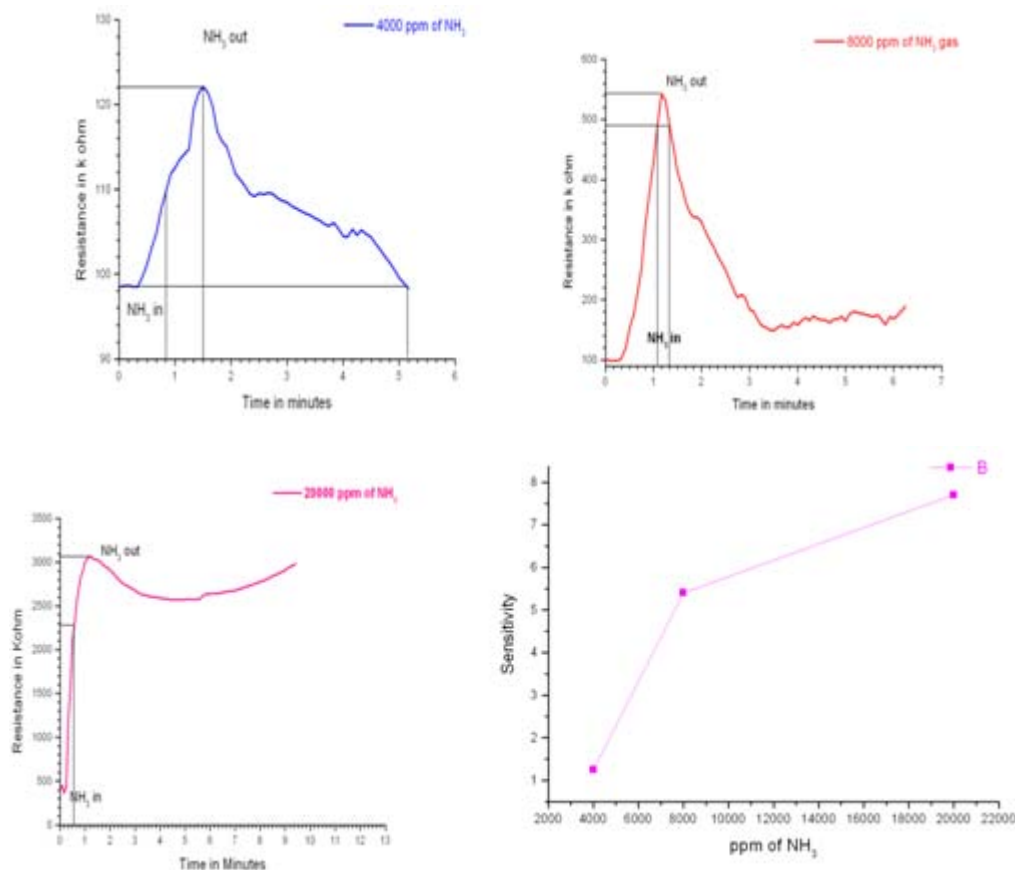 4000 ppm of NH3
NH3 out
Resistance in k ohm
130
120
110
100
90
NH3 in
0 1 2 3 4 5 6
Time in minutes
8000 ppm of NH3 gas
NH3 out
Resistance in k ohm
600
500
400
300
200
100
NH3 in
0 1 2 3 4 5 6 7
Time in minutes
20000 ppm of NH3
NH3 out
Resistance in Kohm
3500
3000
2500
2000
1500
1000
500
0
NH3 in
0 1 2 3 4 5 6 7 8 9 10 11 12 13
Time in Minutes
B
Sensitivity
8
7
6
5
4
3
2
1
2000 4000 6000 8000 10000 12000 14000 16000 18000 20000 22000
ppm of NH3